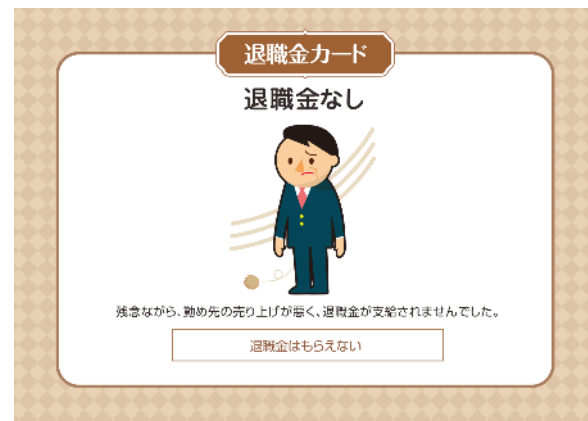 退職金カード
退職金なし
残念ながら、勤め先の売り上げが悪く、退職金が支給されませんでした。
退職金はもらえない